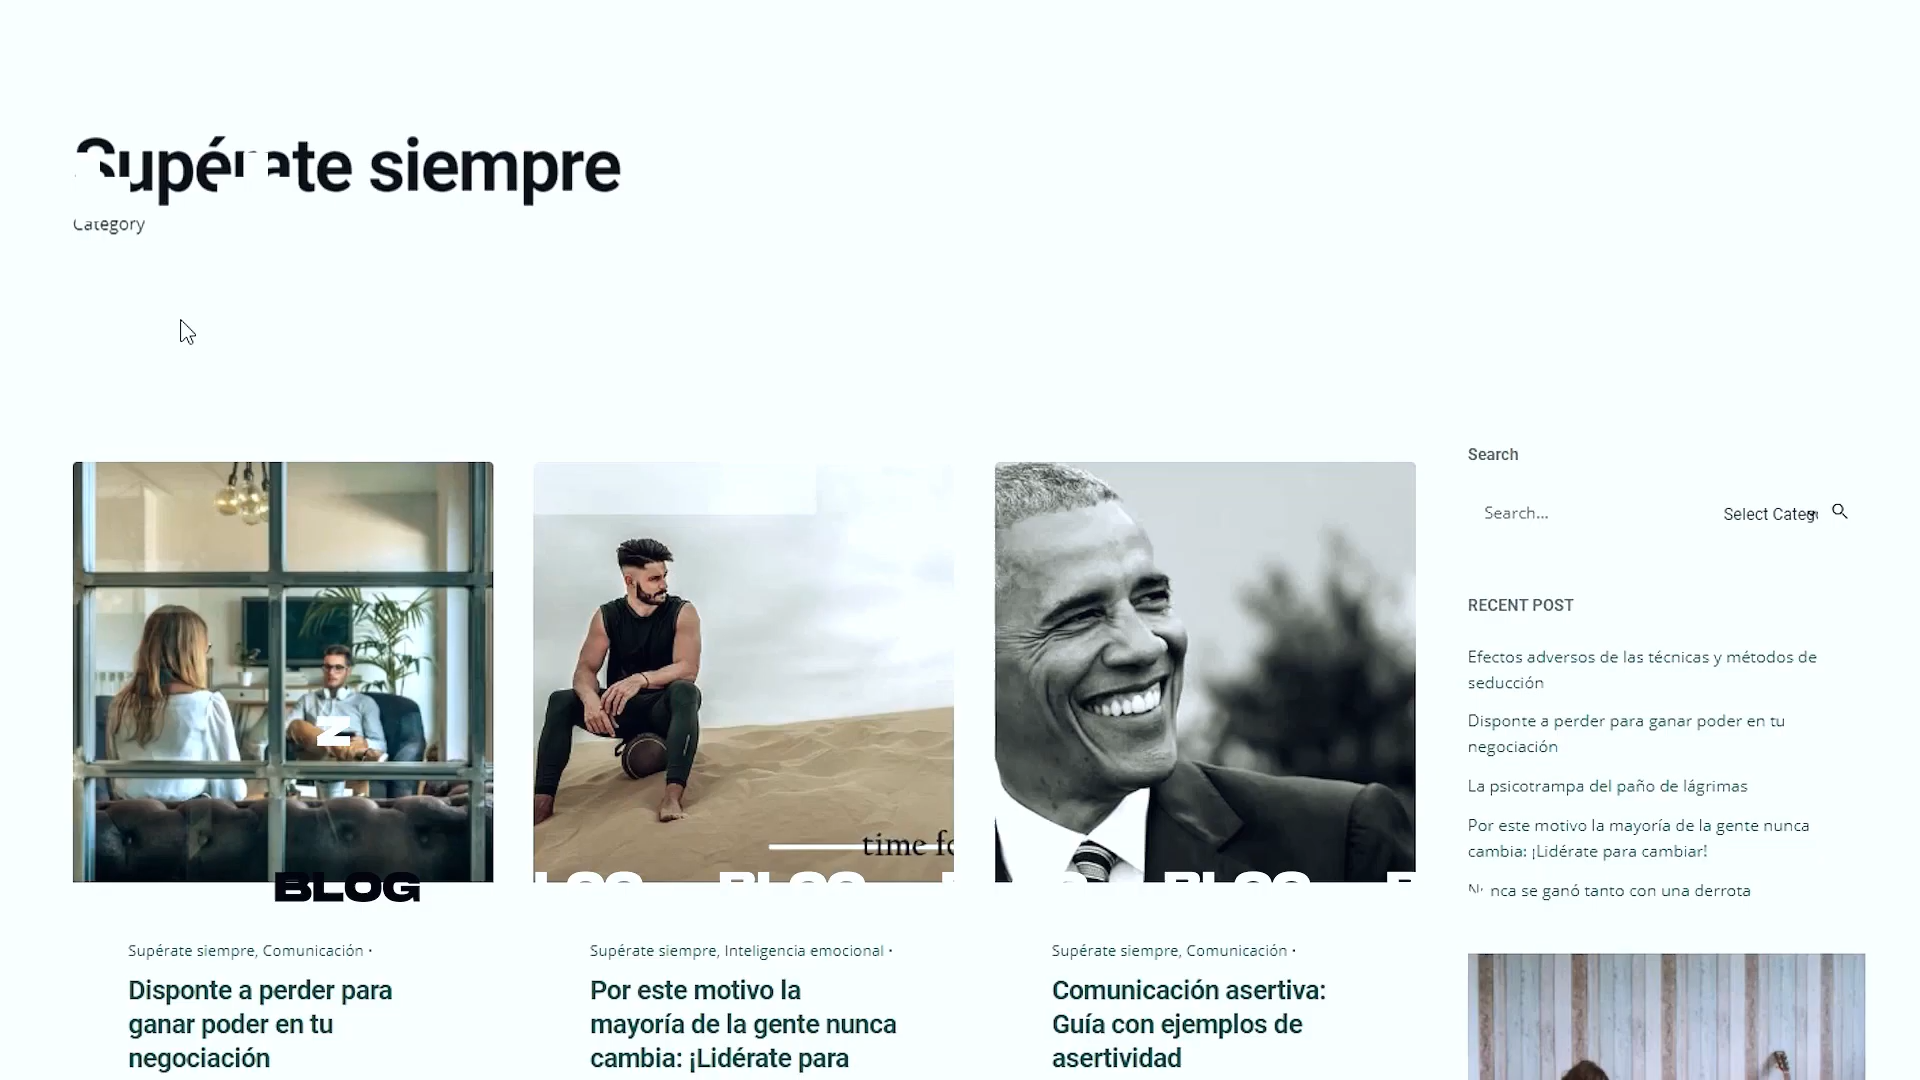 Supérate siempre
Category
Search
Search...
Select Categ
RECENT POST
Efectos adversos de las técnicas y métodos de
seducción
Disponte a perder para ganar poder en tu
negociación
La psicotrampa del paño de lágrimas
Por este motivo la mayoría de la gente nunca
cambia: ¡Lidérate para cambiar!
Nunca se ganó tanto con una derrota
Z
time fo
BLOG
BLOG
BLOG
Supérate siempre, Comunicación •
Disponte a perder para
ganar poder en tu
negociación
Supérate siempre, Inteligencia emocional •
Por este motivo la
mayoría de la gente nunca
cambia: ¡Lidérate para
Supérate siempre, Comunicación •
Comunicación asertiva:
Guía con ejemplos de
asertividad